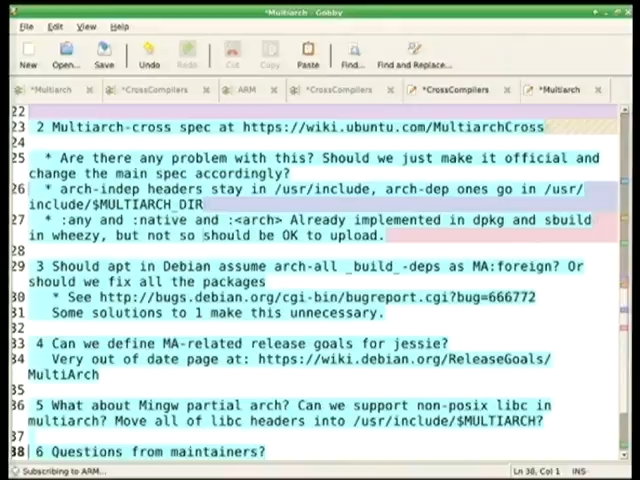 *Multiarch - Gobby
File Edit View Help
New Open... Save Undo Redo Cut Copy Paste Find... Find and Replace...
*Multiarch *CrossCompilers ARM *CrossCompilers *CrossCompilers *Multiarch
22
23 2 Multiarch-cross spec at https://wiki.ubuntu.com/MultiarchCross
24
25 * Are there any problem with this? Should we just make it official and
change the main spec accordingly?
26 * arch-indep headers stay in /usr/include, arch-dep ones go in /usr/
include/$MULTIARCH_DIR
27 * :any and :native and :<arch> Already implemented in dpkg and sbuild
in wheezy, but not so should be OK to upload.
28
29 3 Should apt in Debian assume arch-all _build_-deps as MA:foreign? Or
should we fix all the packages
30 * See http://bugs.debian.org/cgi-bin/bugreport.cgi?bug=666772
31 Some solutions to 1 make this unnecessary.
32
33 4 Can we define MA-related release goals for jessie?
34 Very out of date page at: https://wiki.debian.org/ReleaseGoals/
MultiArch
35
36 5 What about Mingw partial arch? Can we support non-posix libc in
multiarch? Move all of libc headers into /usr/include/$MULTIARCH?
37
38 6 Questions from maintainers?
Subscribing to ARM... Ln 38, Col 1 INS